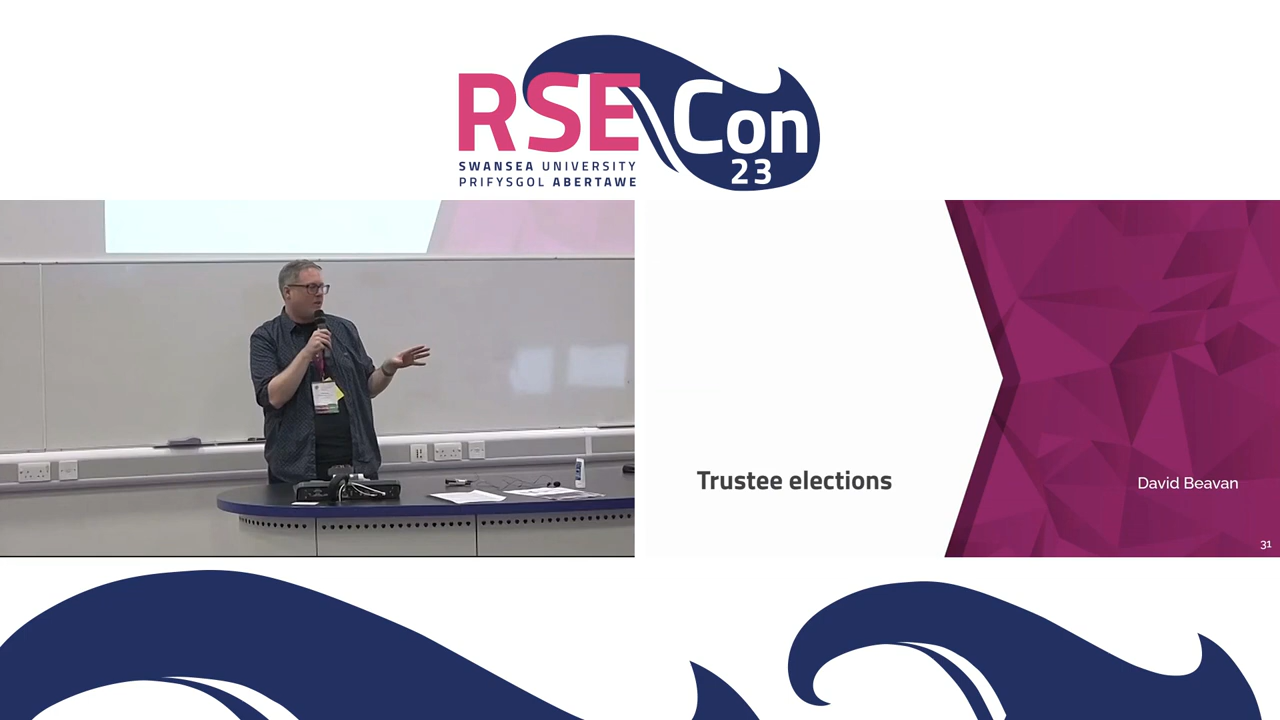 RSE Con
23
SWANSEA UNIVERSITY
PRIFYSGOL ABERTAWE
Trustee elections
David Beavan
31